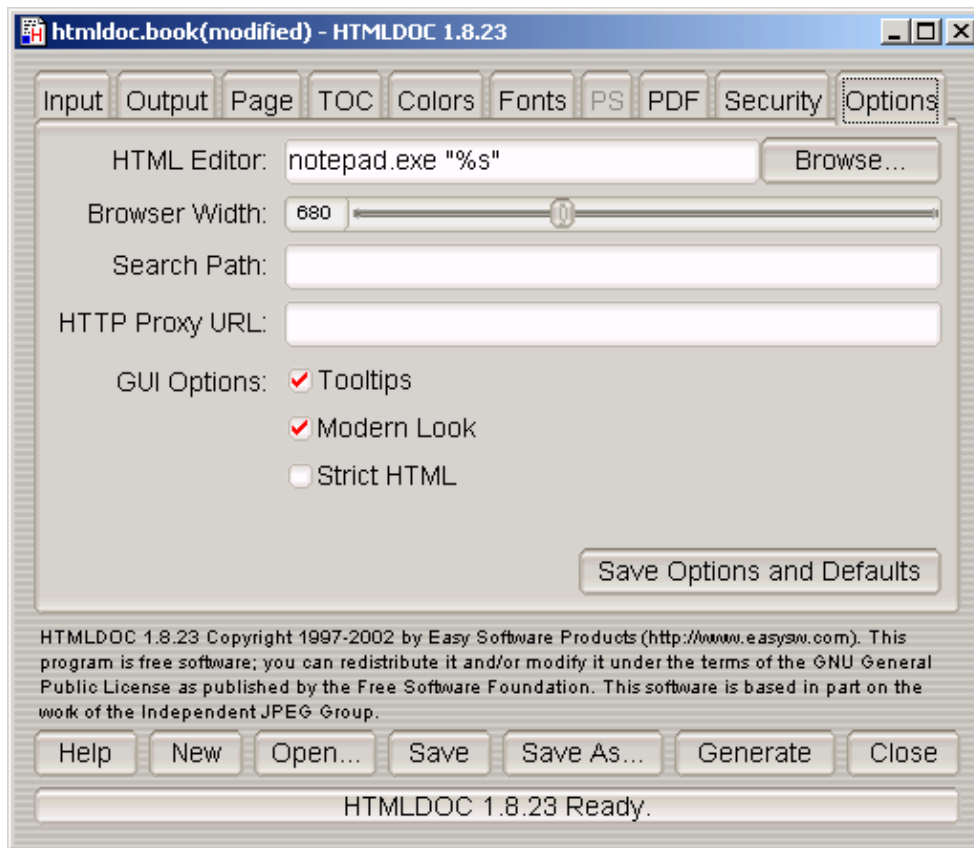 htmldoc.book(modified) - HTMLDOC 1.8.23
Input Output Page TOC Colors Fonts PS PDF Security Options
HTML Editor: notepad.exe "%s" Browse...
Browser Width: 680
Search Path:
HTTP Proxy URL:
GUI Options: Tooltips
Modern Look
Strict HTML
Save Options and Defaults
HTMLDOC 1.8.23 Copyright 1997-2002 by Easy Software Products (http://www.easysw.com). This
program is free software; you can redistribute it and/or modify it under the terms of the GNU General
Public License as published by the Free Software Foundation. This software is based in part on the
work of the Independent JPEG Group.
Help New Open... Save Save As... Generate Close
HTMLDOC 1.8.23 Ready.